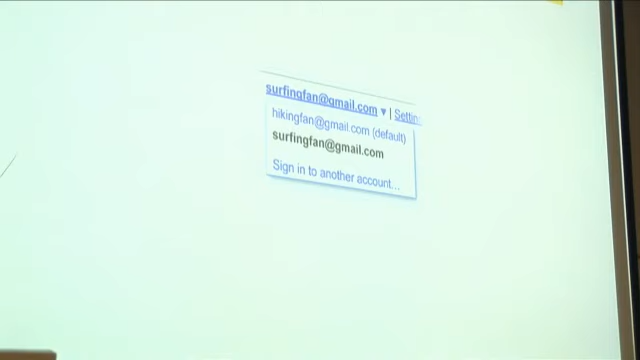 surfingfan@gmail.com ▼ | Settin
hikingfan@gmail.com (default)
surfingfan@gmail.com
Sign in to another account...